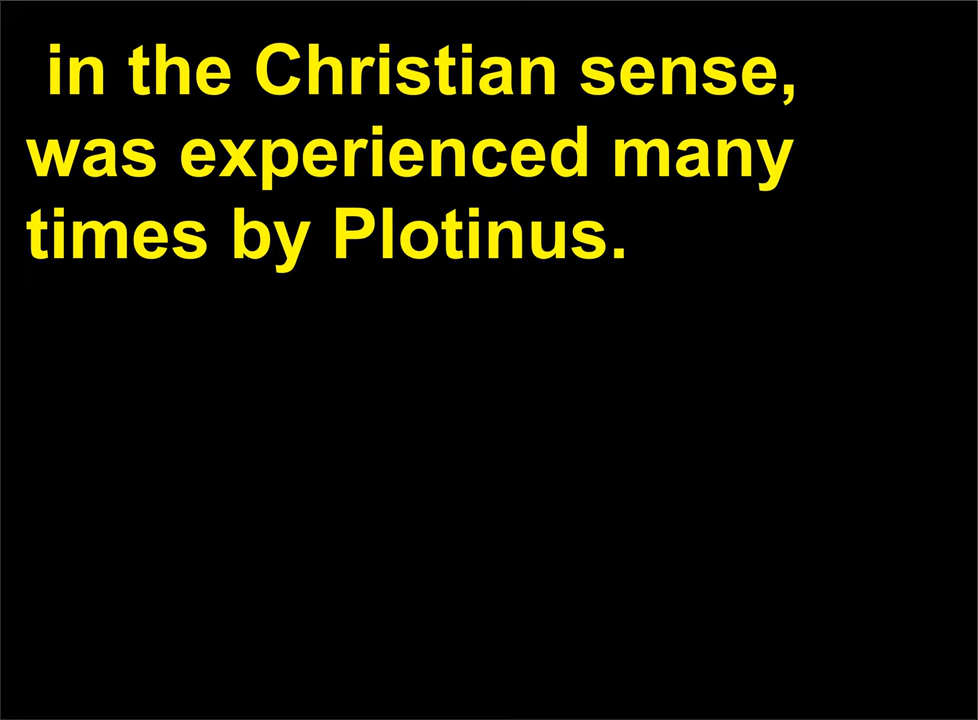 in the Christian sense,
was experienced many
times by Plotinus.